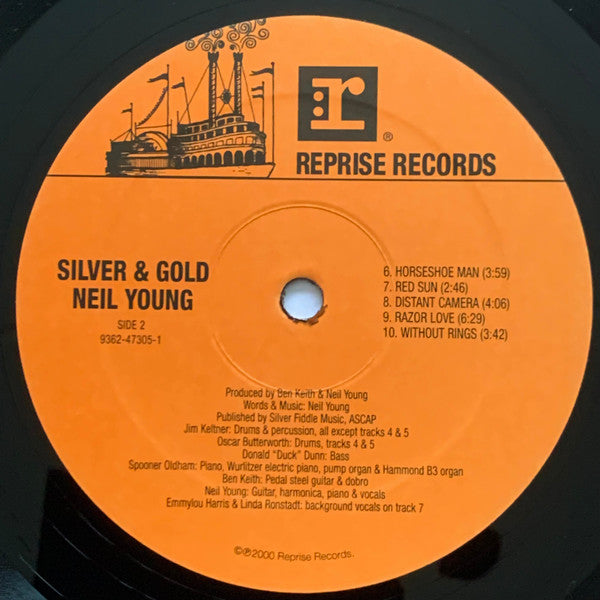 r
®
REPRISE RECORDS
SILVER & GOLD
NEIL YOUNG
SIDE 2
9362-47305-1
6. HORSESHOE MAN (3:59)
7. RED SUN (2:46)
8. DISTANT CAMERA (4:06)
9. RAZOR LOVE (6:29)
10. WITHOUT RINGS (3:42)
Produced by Ben Keith & Neil Young
Words & Music: Neil Young
Published by Silver Fiddle Music, ASCAP
Jim Keltner: Drums & percussion, all except tracks 4 & 5
Oscar Butterworth: Drums, tracks 4 & 5
Donald "Duck" Dunn: Bass
Spooner Oldham: Piano, Wurlitzer electric piano, pump organ & Hammond B3 organ
Ben Keith: Pedal steel guitar & dobro
Neil Young: Guitar, harmonica, piano & vocals
Emmylou Harris & Linda Ronstadt: background vocals on track 7
©℗2000 Reprise Records.